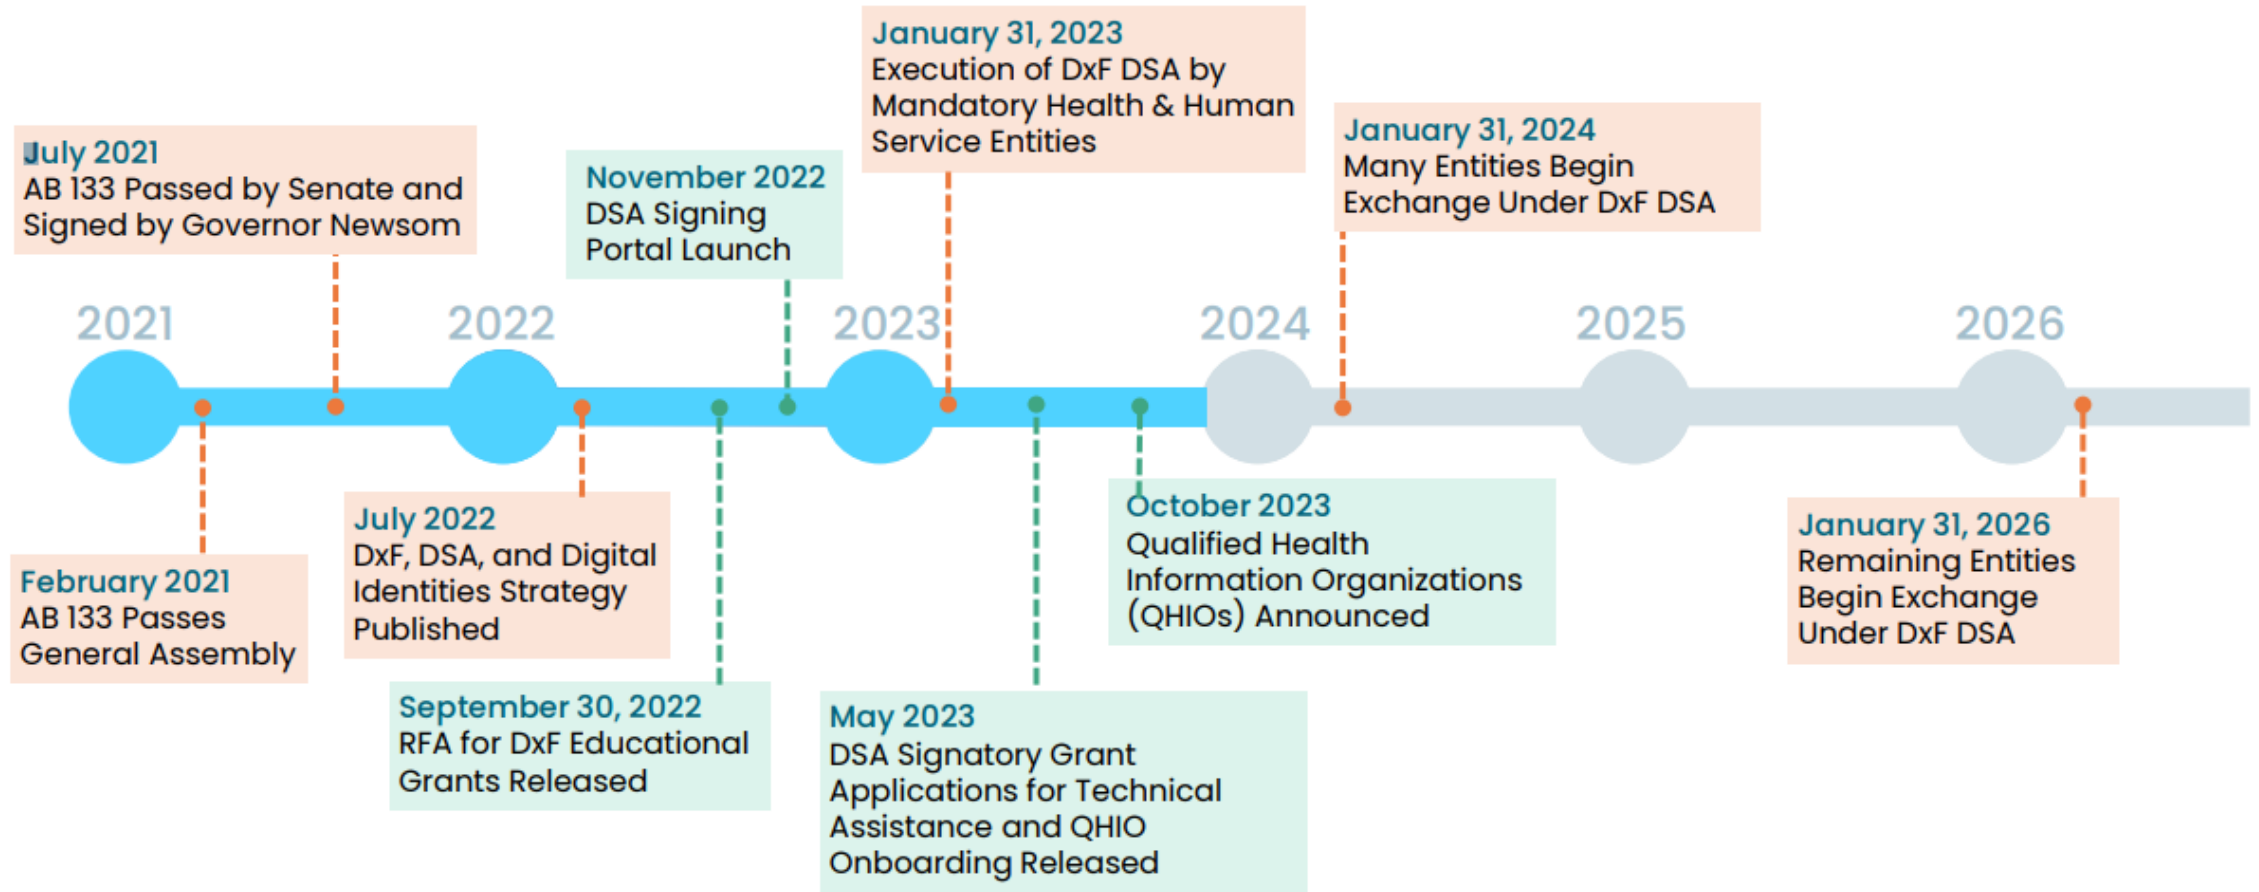 January 31, 2023
Execution of DxF DSA by
Mandatory Health & Human
Service Entities
January 31, 2024
Many Entities Begin
Exchange Under DxF DSA
July 2021
AB 133 Passed by Senate and
Signed by Governor Newsom
November 2022
DSA Signing
Portal Launch
2021
2022
2023
2024
2025
2026
February 2021
AB 133 Passes
General Assembly
July 2022
DxF, DSA, and Digital
Identities Strategy
Published
October 2023
Qualified Health
Information Organizations
(QHIOs) Announced
January 31, 2026
Remaining Entities
Begin Exchange
Under DxF DSA
September 30, 2022
RFA for DxF Educational
Grants Released
May 2023
DSA Signatory Grant
Applications for Technical
Assistance and QHIO
Onboarding Released